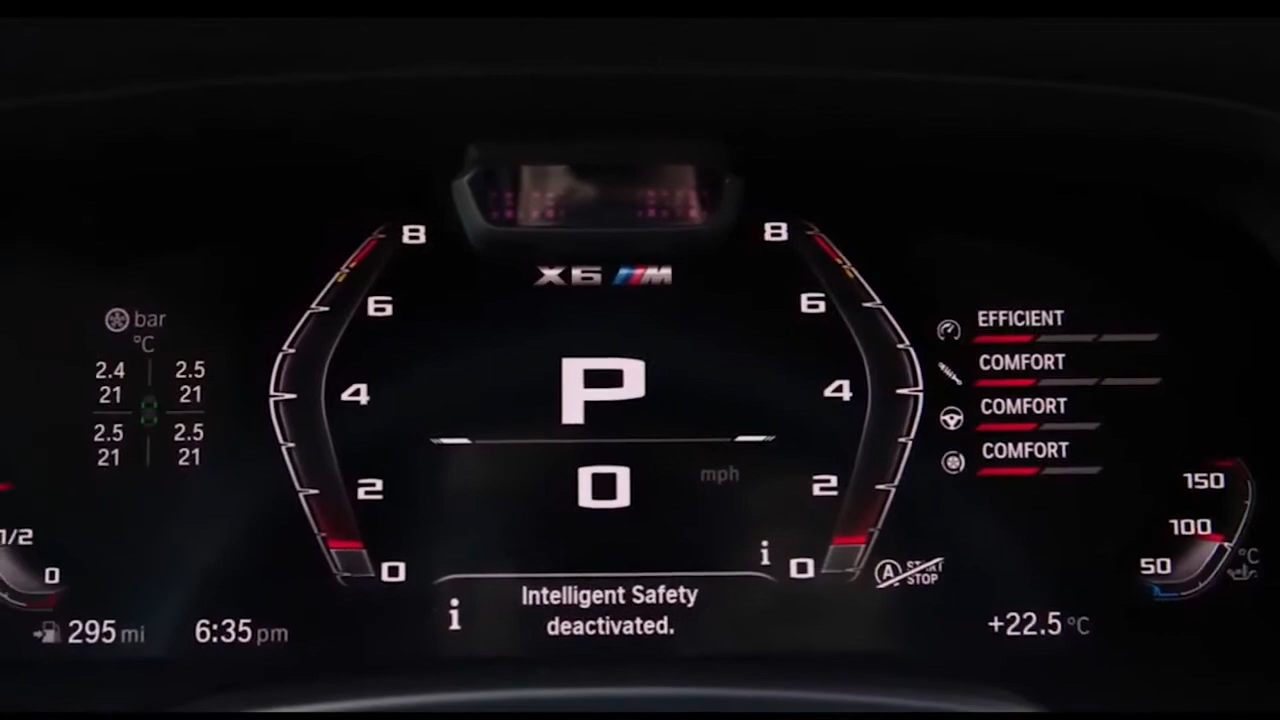 8
8
X6 M
6
6
bar
EFFICIENT
°C
COMFORT
2.4 2.5
21 21
P
4
4
COMFORT
2.5 2.5
21 21
COMFORT
0 mph
2
2
150
1/2
100
0
i
0
0
A START STOP
50
°C
i Intelligent Safety
deactivated.
295 mi
6:35 pm
+22.5 °C